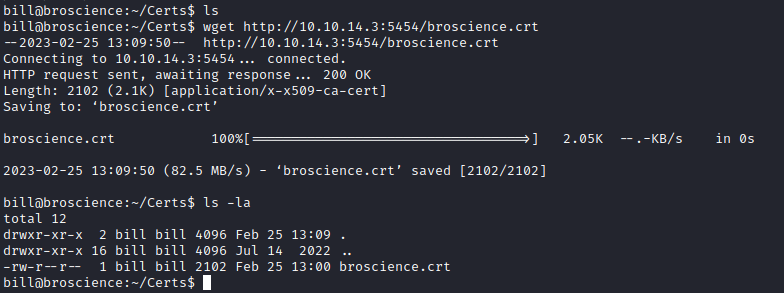 bill@broscience:~/Certs$ ls
bill@broscience:~/Certs$ wget http://10.10.14.3:5454/broscience.crt
--2023-02-25 13:09:50--  http://10.10.14.3:5454/broscience.crt
Connecting to 10.10.14.3:5454... connected.
HTTP request sent, awaiting response... 200 OK
Length: 2102 (2.1K) [application/x-x509-ca-cert]
Saving to: ‘broscience.crt’
broscience.crt 100%[===================================>] 2.05K --.-KB/s in 0s
2023-02-25 13:09:50 (82.5 MB/s) - ‘broscience.crt’ saved [2102/2102]
bill@broscience:~/Certs$ ls -la
total 12
drwxr-xr-x  2 bill bill 4096 Feb 25 13:09 .
drwxr-xr-x 16 bill bill 4096 Jul 14  2022 ..
-rw-r--r--  1 bill bill 2102 Feb 25 13:00 broscience.crt
bill@broscience:~/Certs$